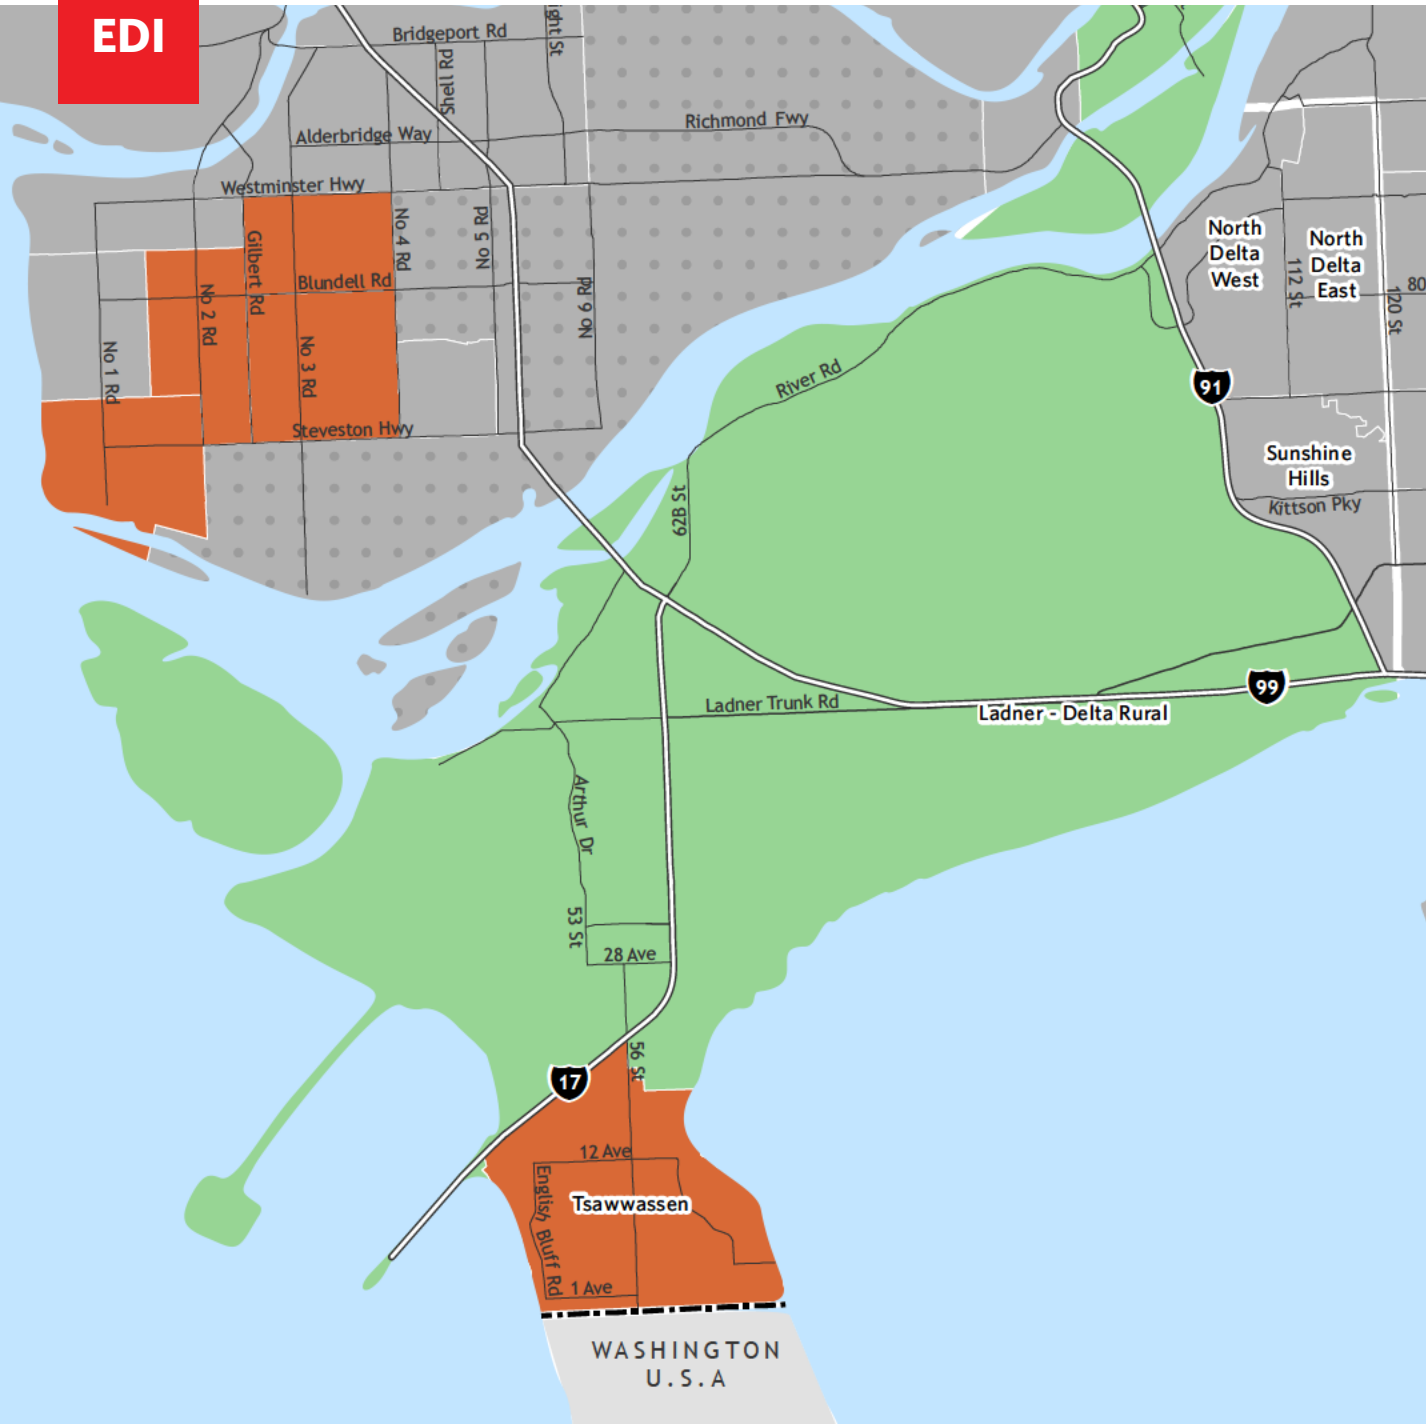 EDI
Bridgeport Rd
ight St
Shell Rd
Alderbridge Way
Richmond Fwy
Westminster Hwy
No 4 Rd
No 5 Rd
Gilbert Rd
Blundell Rd
No 2 Rd
No 6 Rd
No 1 Rd
No 3 Rd
Steveston Hwy
River Rd
North
Delta
West
North
Delta
East
112 St
120 St
80
91
Sunshine
Hills
Kittson Pky
62B St
99
Ladner Trunk Rd
Ladner - Delta Rural
Arthur Dr
53 St
28 Ave
56 St
17
12 Ave
English Bluff Rd
Tsawwassen
1 Ave
WASHINGTON
U.S.A